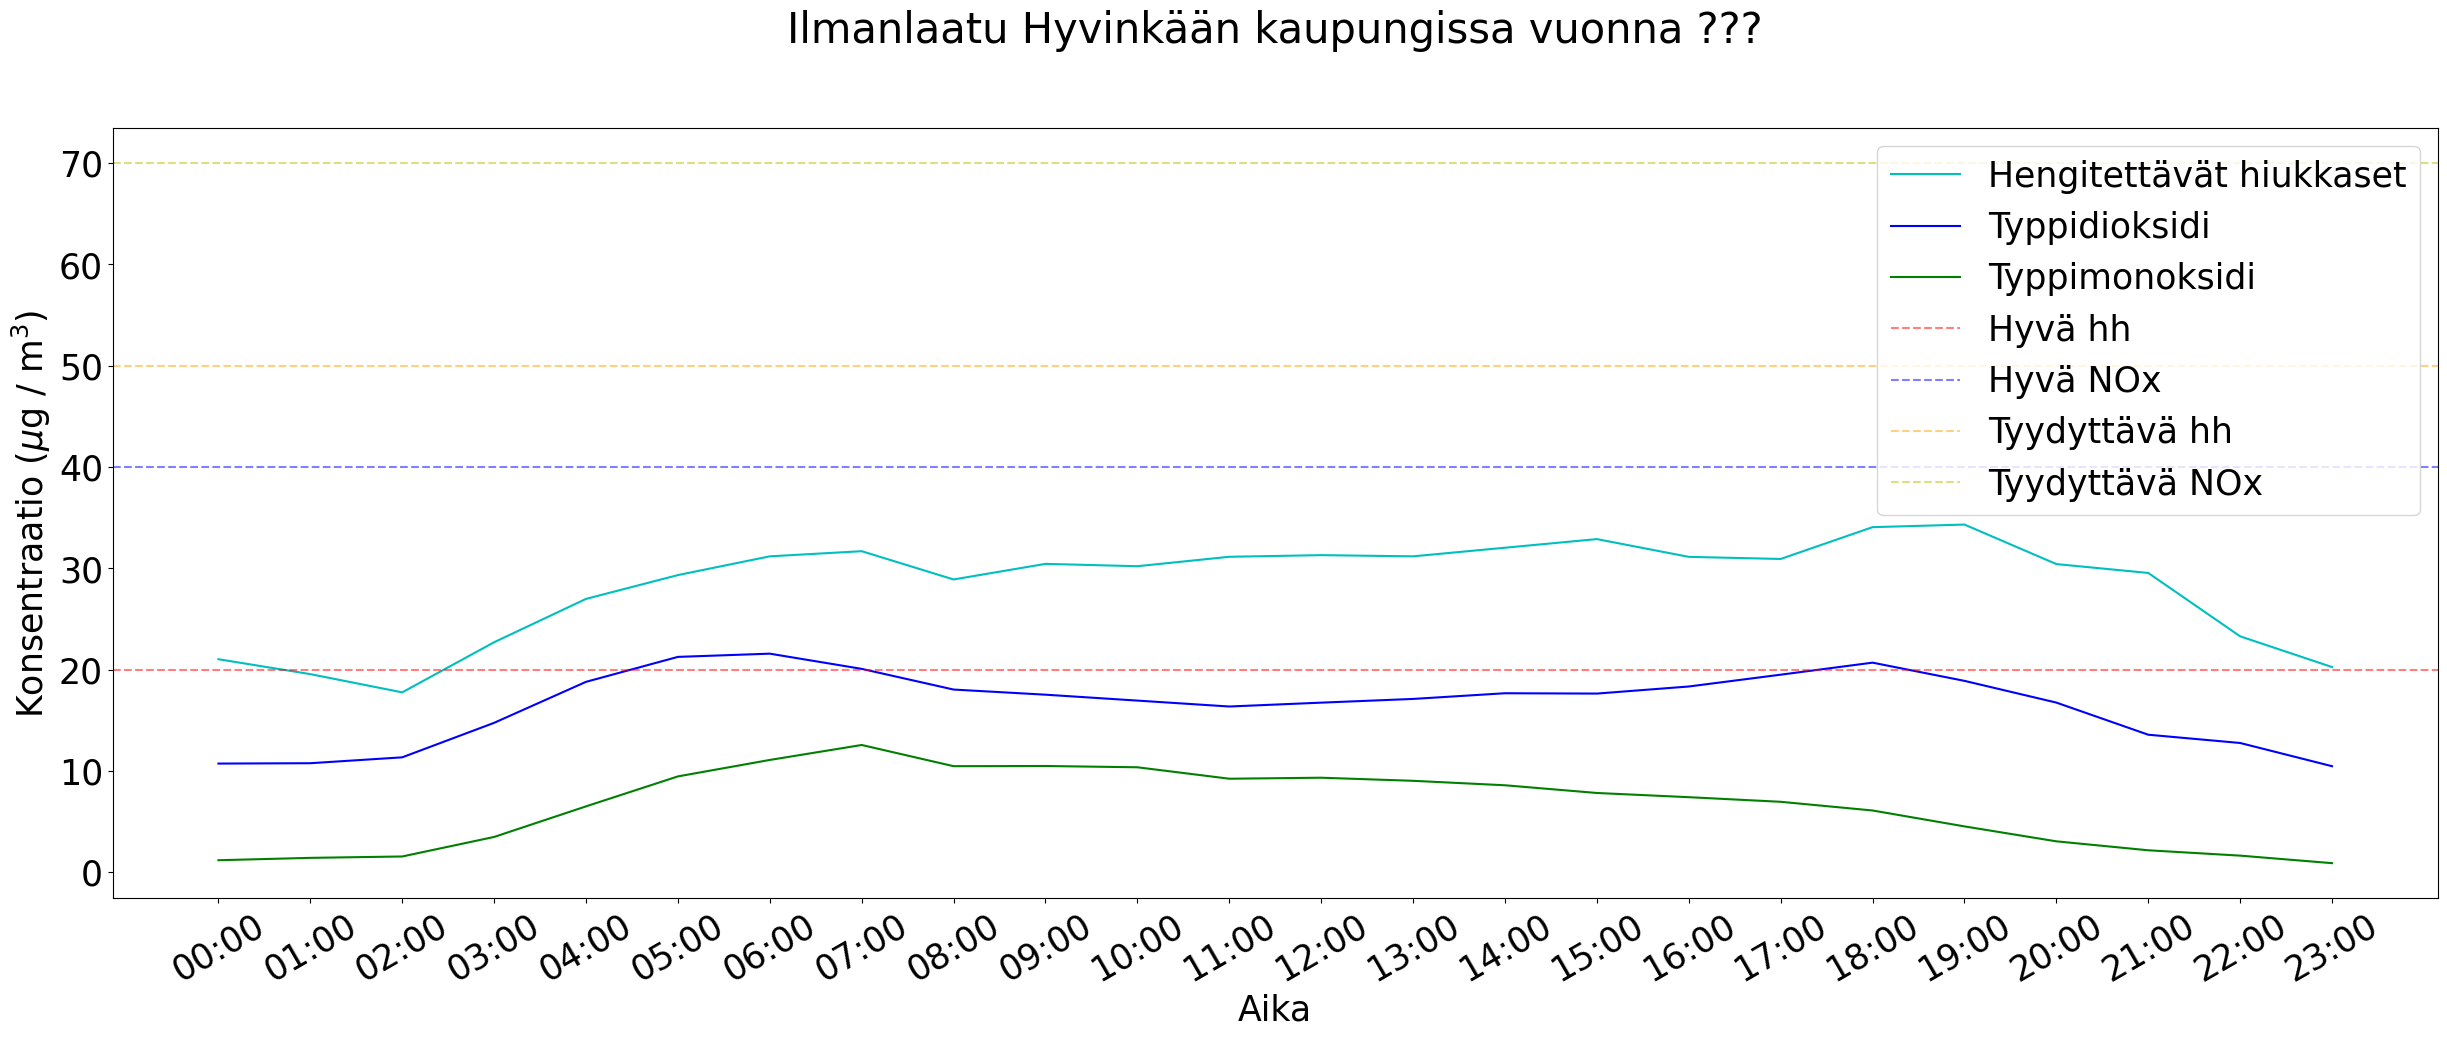 Ilmanlaatu Hyvinkään kaupungissa vuonna ???
Konsentraatio (μg / m³)
70
60
50
40
30
20
10
0
Hengitettävät hiukkaset
Typpidioksidi
Typpimonoksidi
Hyvä hh
Hyvä NOx
Tyydyttävä hh
Tyydyttävä NOx
00:00 01:00 02:00 03:00 04:00 05:00 06:00 07:00 08:00 09:00 10:00 11:00 12:00 13:00 14:00 15:00 16:00 17:00 18:00 19:00 20:00 21:00 22:00 23:00
Aika